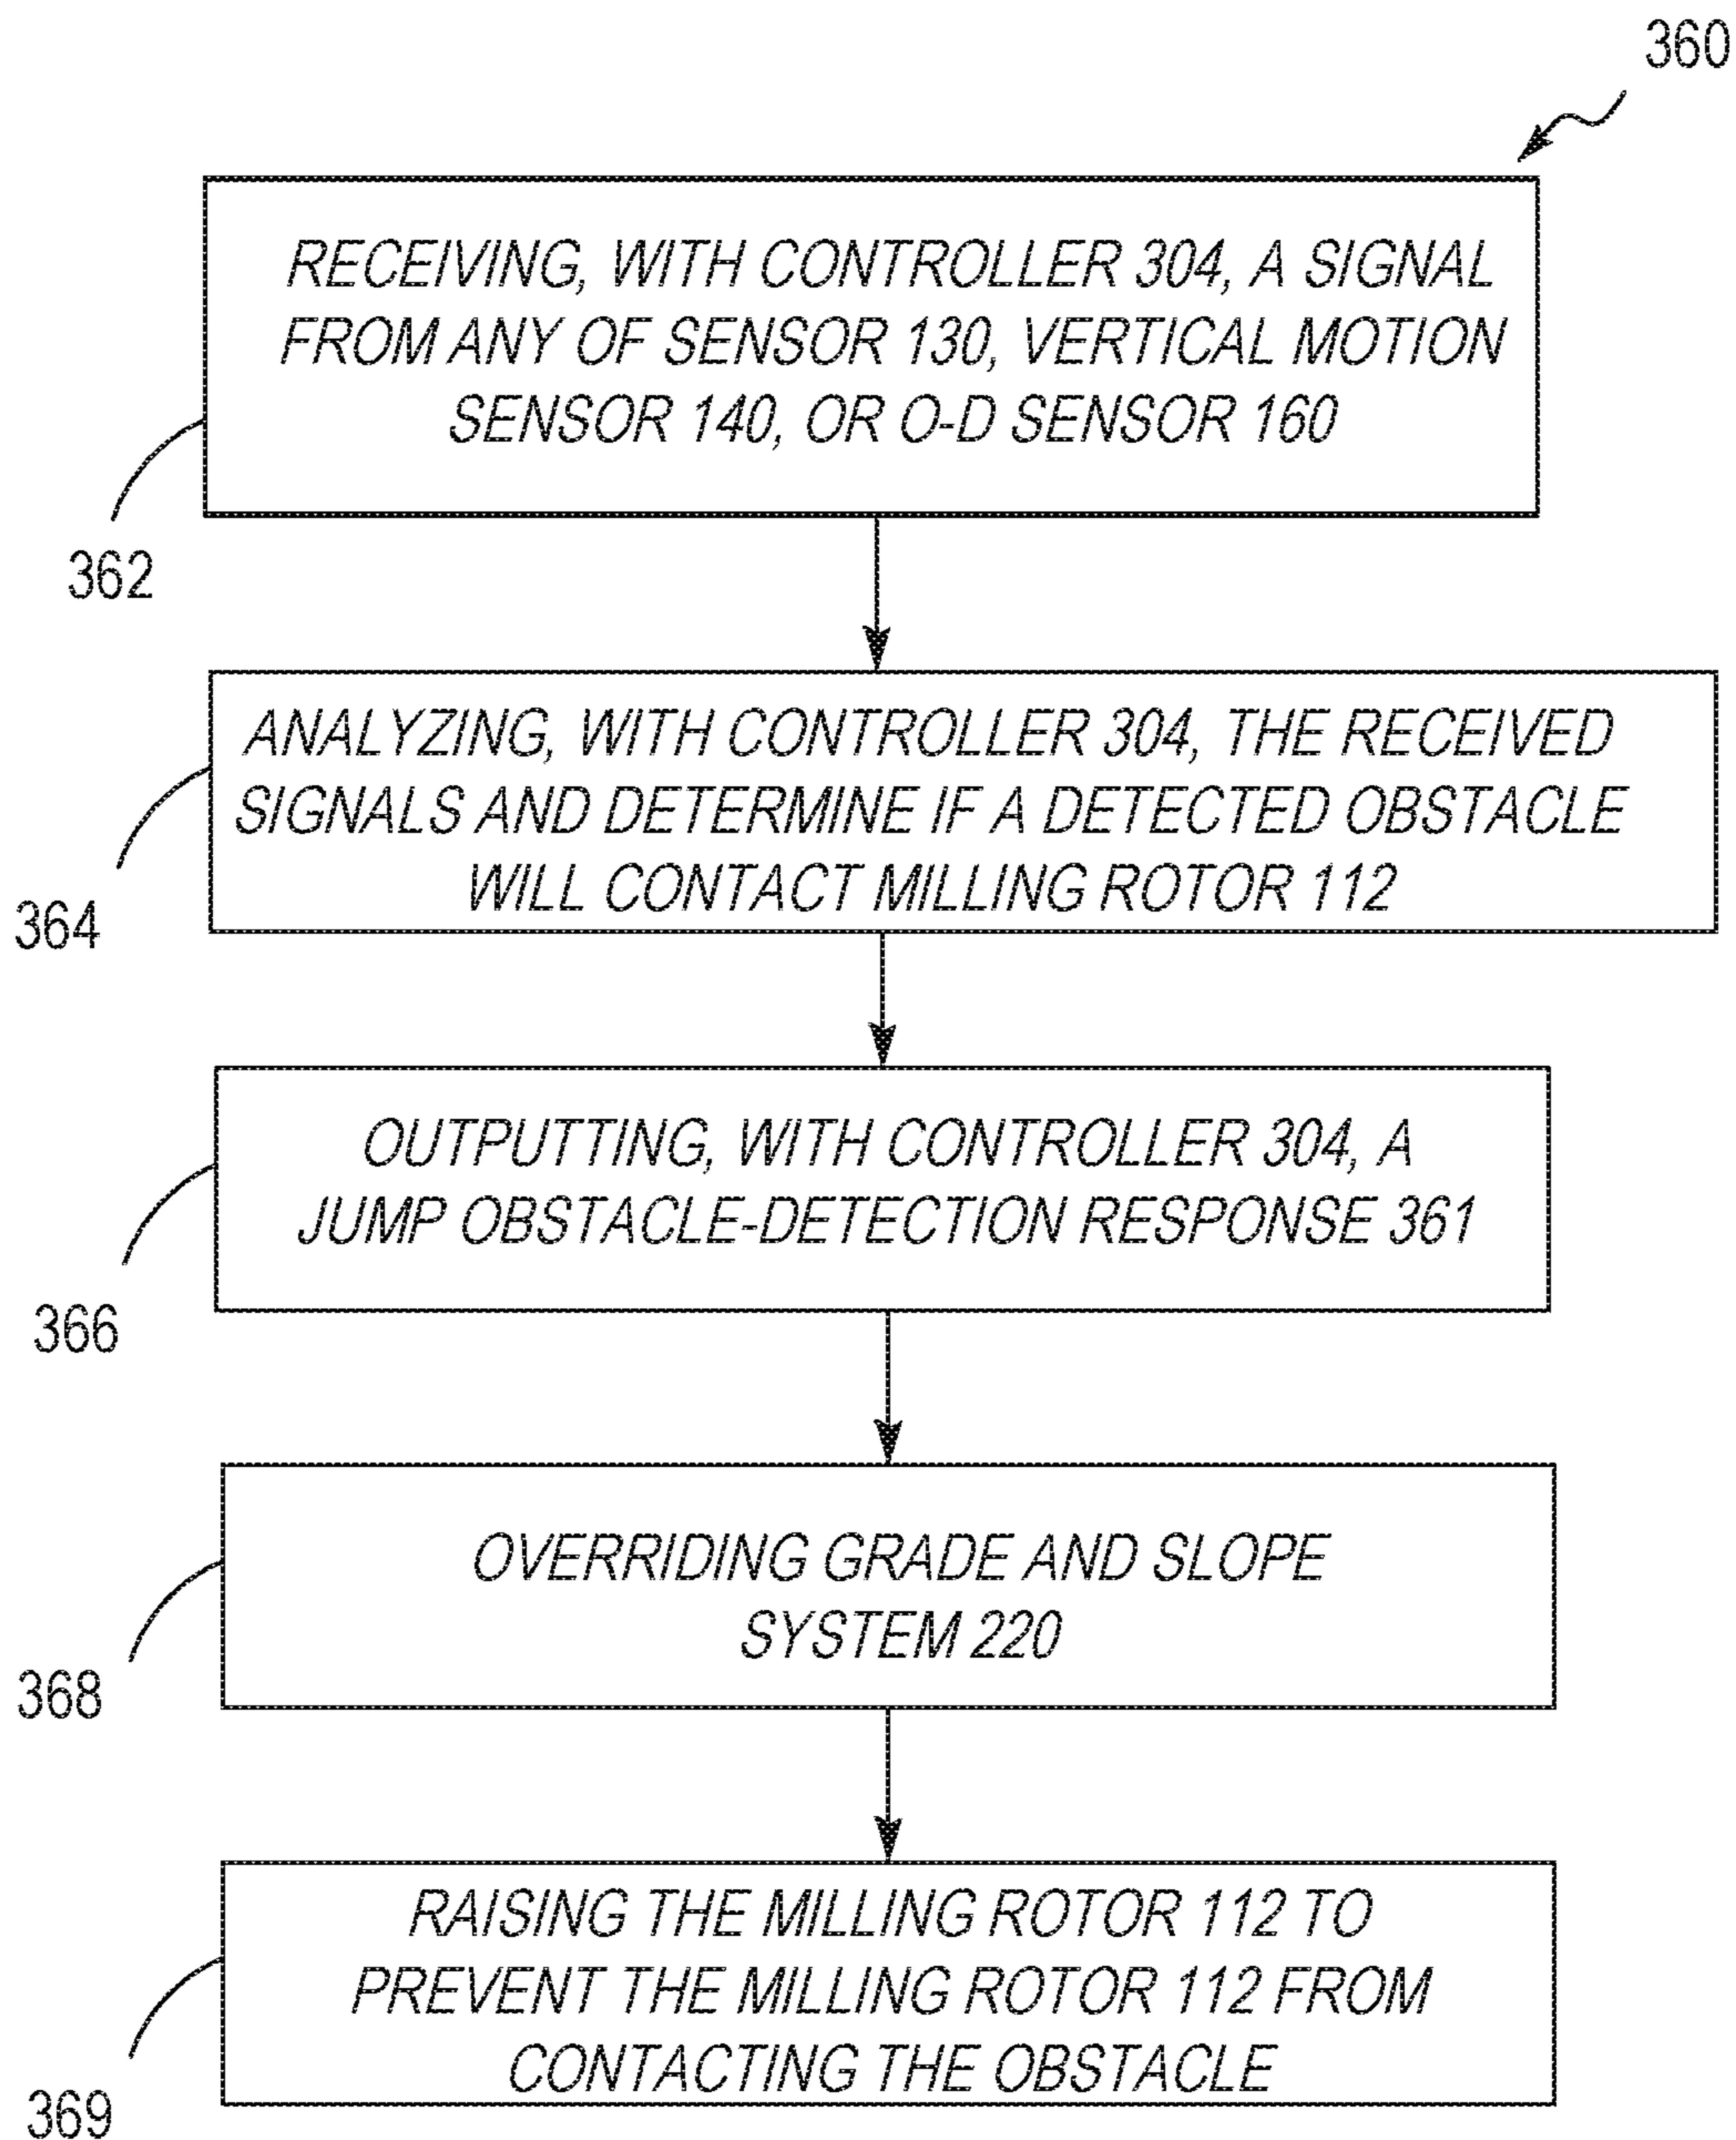 360
RECEIVING, WITH CONTROLLER 304, A SIGNAL
FROM ANY OF SENSOR 130, VERTICAL MOTION
SENSOR 140, OR O-D SENSOR 160
362
ANALYZING, WITH CONTROLLER 304, THE RECEIVED
SIGNALS AND DETERMINE IF A DETECTED OBSTACLE
WILL CONTACT MILLING ROTOR 112
364
OUTPUTTING, WITH CONTROLLER 304, A
JUMP OBSTACLE-DETECTION RESPONSE 361
366
OVERRIDING GRADE AND SLOPE
SYSTEM 220
368
RAISING THE MILLING ROTOR 112 TO
PREVENT THE MILLING ROTOR 112 FROM
CONTACTING THE OBSTACLE
369